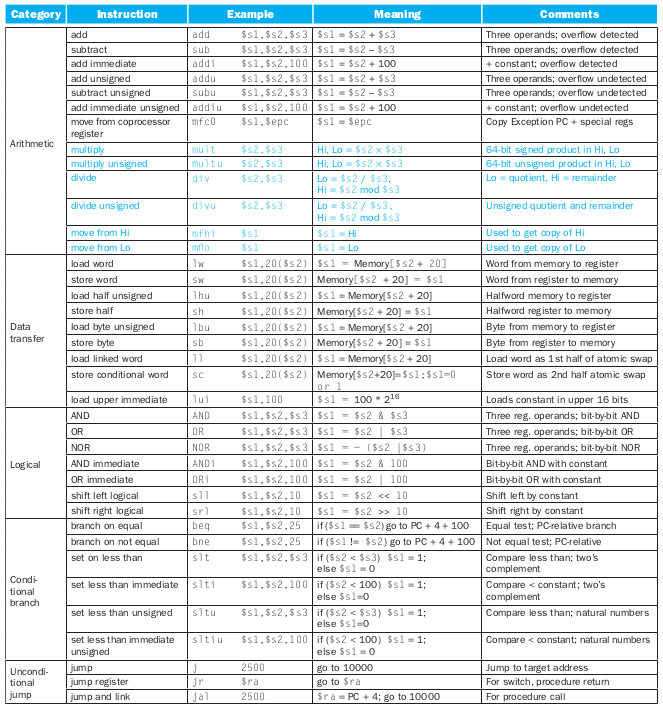 Category Instruction Example Meaning Comments
Arithmetic
add add $s1,$s2,$s3 $s1 = $s2 + $s3 Three operands; overflow detected
subtract sub $s1,$s2,$s3 $s1 = $s2 – $s3 Three operands; overflow detected
add immediate addi $s1,$s2,100 $s1 = $s2 + 100 + constant; overflow detected
add unsigned addu $s1,$s2,$s3 $s1 = $s2 + $s3 Three operands; overflow undetected
subtract unsigned subu $s1,$s2,$s3 $s1 = $s2 – $s3 Three operands; overflow undetected
add immediate unsigned addiu $s1,$s2,100 $s1 = $s2 + 100 + constant; overflow undetected
move from coprocessor mfc0 $s1,$epc $s1 = $epc Copy Exception PC + special regs
register
multiply mult $s2,$s3 Hi, Lo = $s2 × $s3 64-bit signed product in Hi, Lo
multiply unsigned multu $s2,$s3 Hi, Lo = $s2 × $s3 64-bit unsigned product in Hi, Lo
divide div $s2,$s3 Lo = $s2 / $s3, Lo = quotient, Hi = remainder
Hi = $s2 mod $s3
divide unsigned divu $s2,$s3 Lo = $s2 / $s3, Unsigned quotient and remainder
Hi = $s2 mod $s3
move from Hi mfhi $s1 $s1 = Hi Used to get copy of Hi
move from Lo mflo $s1 $s1 = Lo Used to get copy of Lo
Data
transfer
load word lw $s1,20($s2) $s1 = Memory[$s2 + 20] Word from memory to register
store word sw $s1,20($s2) Memory[$s2 + 20] = $s1 Word from register to memory
load half unsigned lhu $s1,20($s2) $s1 = Memory[$s2 + 20] Halfword memory to register
store half sh $s1,20($s2) Memory[$s2 + 20] = $s1 Halfword register to memory
load byte unsigned lbu $s1,20($s2) $s1 = Memory[$s2 + 20] Byte from memory to register
store byte sb $s1,20($s2) Memory[$s2 + 20] = $s1 Byte from register to memory
load linked word ll $s1,20($s2) $s1 = Memory[$s2 + 20] Load word as 1st half of atomic swap
store conditional word sc $s1,20($s2) Memory[$s2+20]=$s1;$s1=0 Store word as 2nd half atomic swap
or 1
load upper immediate lui $s1,100 $s1 = 100 * 2^16 Loads constant in upper 16 bits
Logical
AND AND $s1,$s2,$s3 $s1 = $s2 & $s3 Three reg. operands; bit-by-bit AND
OR OR $s1,$s2,$s3 $s1 = $s2 | $s3 Three reg. operands; bit-by-bit OR
NOR NOR $s1,$s2,$s3 $s1 = ~ ($s2 |$s3) Three reg. operands; bit-by-bit NOR
AND immediate ANDi $s1,$s2,100 $s1 = $s2 & 100 Bit-by-bit AND with constant
OR immediate ORi $s1,$s2,100 $s1 = $s2 | 100 Bit-by-bit OR with constant
shift left logical sll $s1,$s2,10 $s1 = $s2 << 10 Shift left by constant
shift right logical srl $s1,$s2,10 $s1 = $s2 >> 10 Shift right by constant
Condi-
tional
branch
branch on equal beq $s1,$s2,25 if ($s1 == $s2) go to PC + 4 + 100 Equal test; PC-relative branch
branch on not equal bne $s1,$s2,25 if ($s1 != $s2) go to PC + 4 + 100 Not equal test; PC-relative
set on less than slt $s1,$s2,$s3 if ($s2 < $s3) $s1 = 1; Compare less than; two's
else $s1 = 0 complement
set less than immediate slti $s1,$s2,100 if ($s2 < 100) $s1 = 1; Compare < constant; two's
else $s1=0 complement
set less than unsigned sltu $s1,$s2,$s3 if ($s2 < $s3) $s1 = 1; Compare less than; natural numbers
else $s1=0
set less than immediate sltiu $s1,$s2,100 if ($s2 < 100) $s1 = 1; Compare < constant; natural numbers
unsigned else $s1 = 0
Uncondi-
tional
jump
jump j 2500 go to 10000 Jump to target address
jump register jr $ra go to $ra For switch, procedure return
jump and link jal 2500 $ra = PC + 4; go to 10000 For procedure call